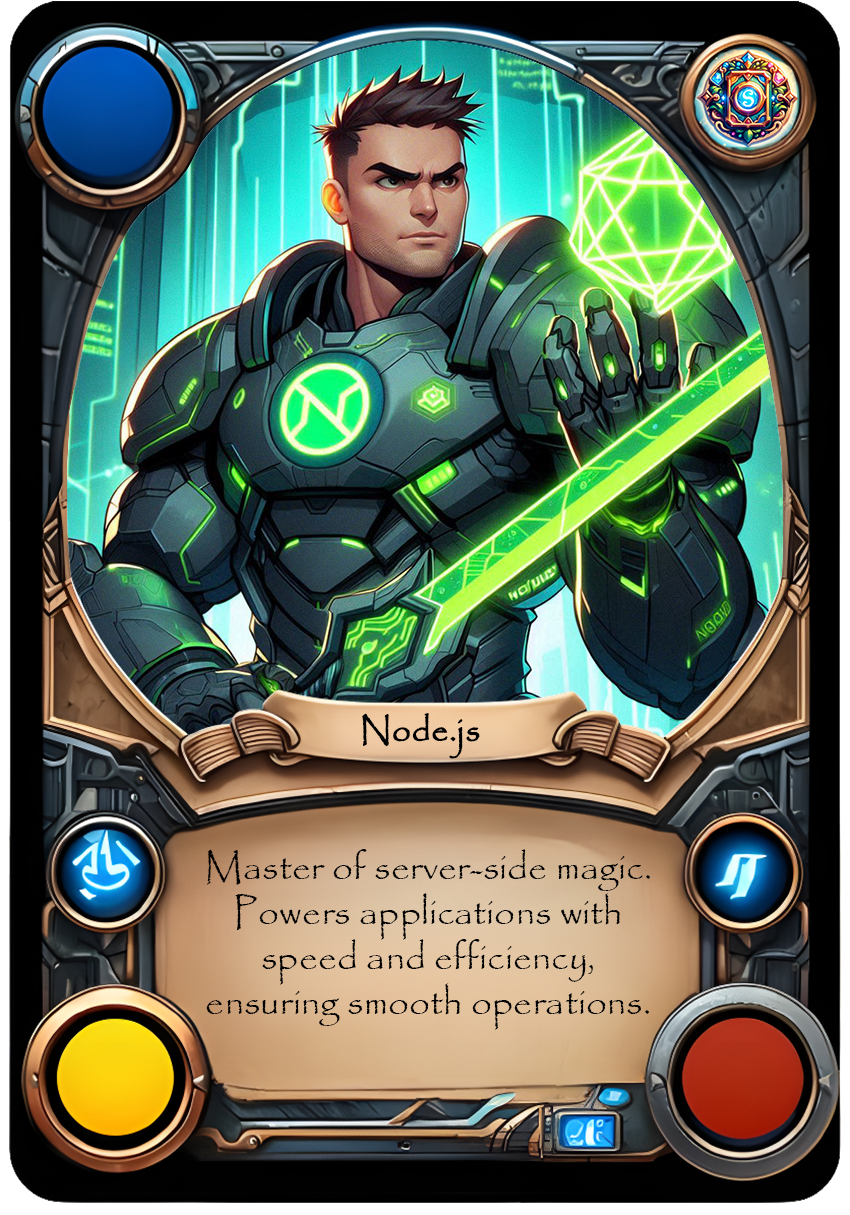 S
N
Node.js
Master of server-side magic.
Powers applications with
speed and efficiency,
ensuring smooth operations.